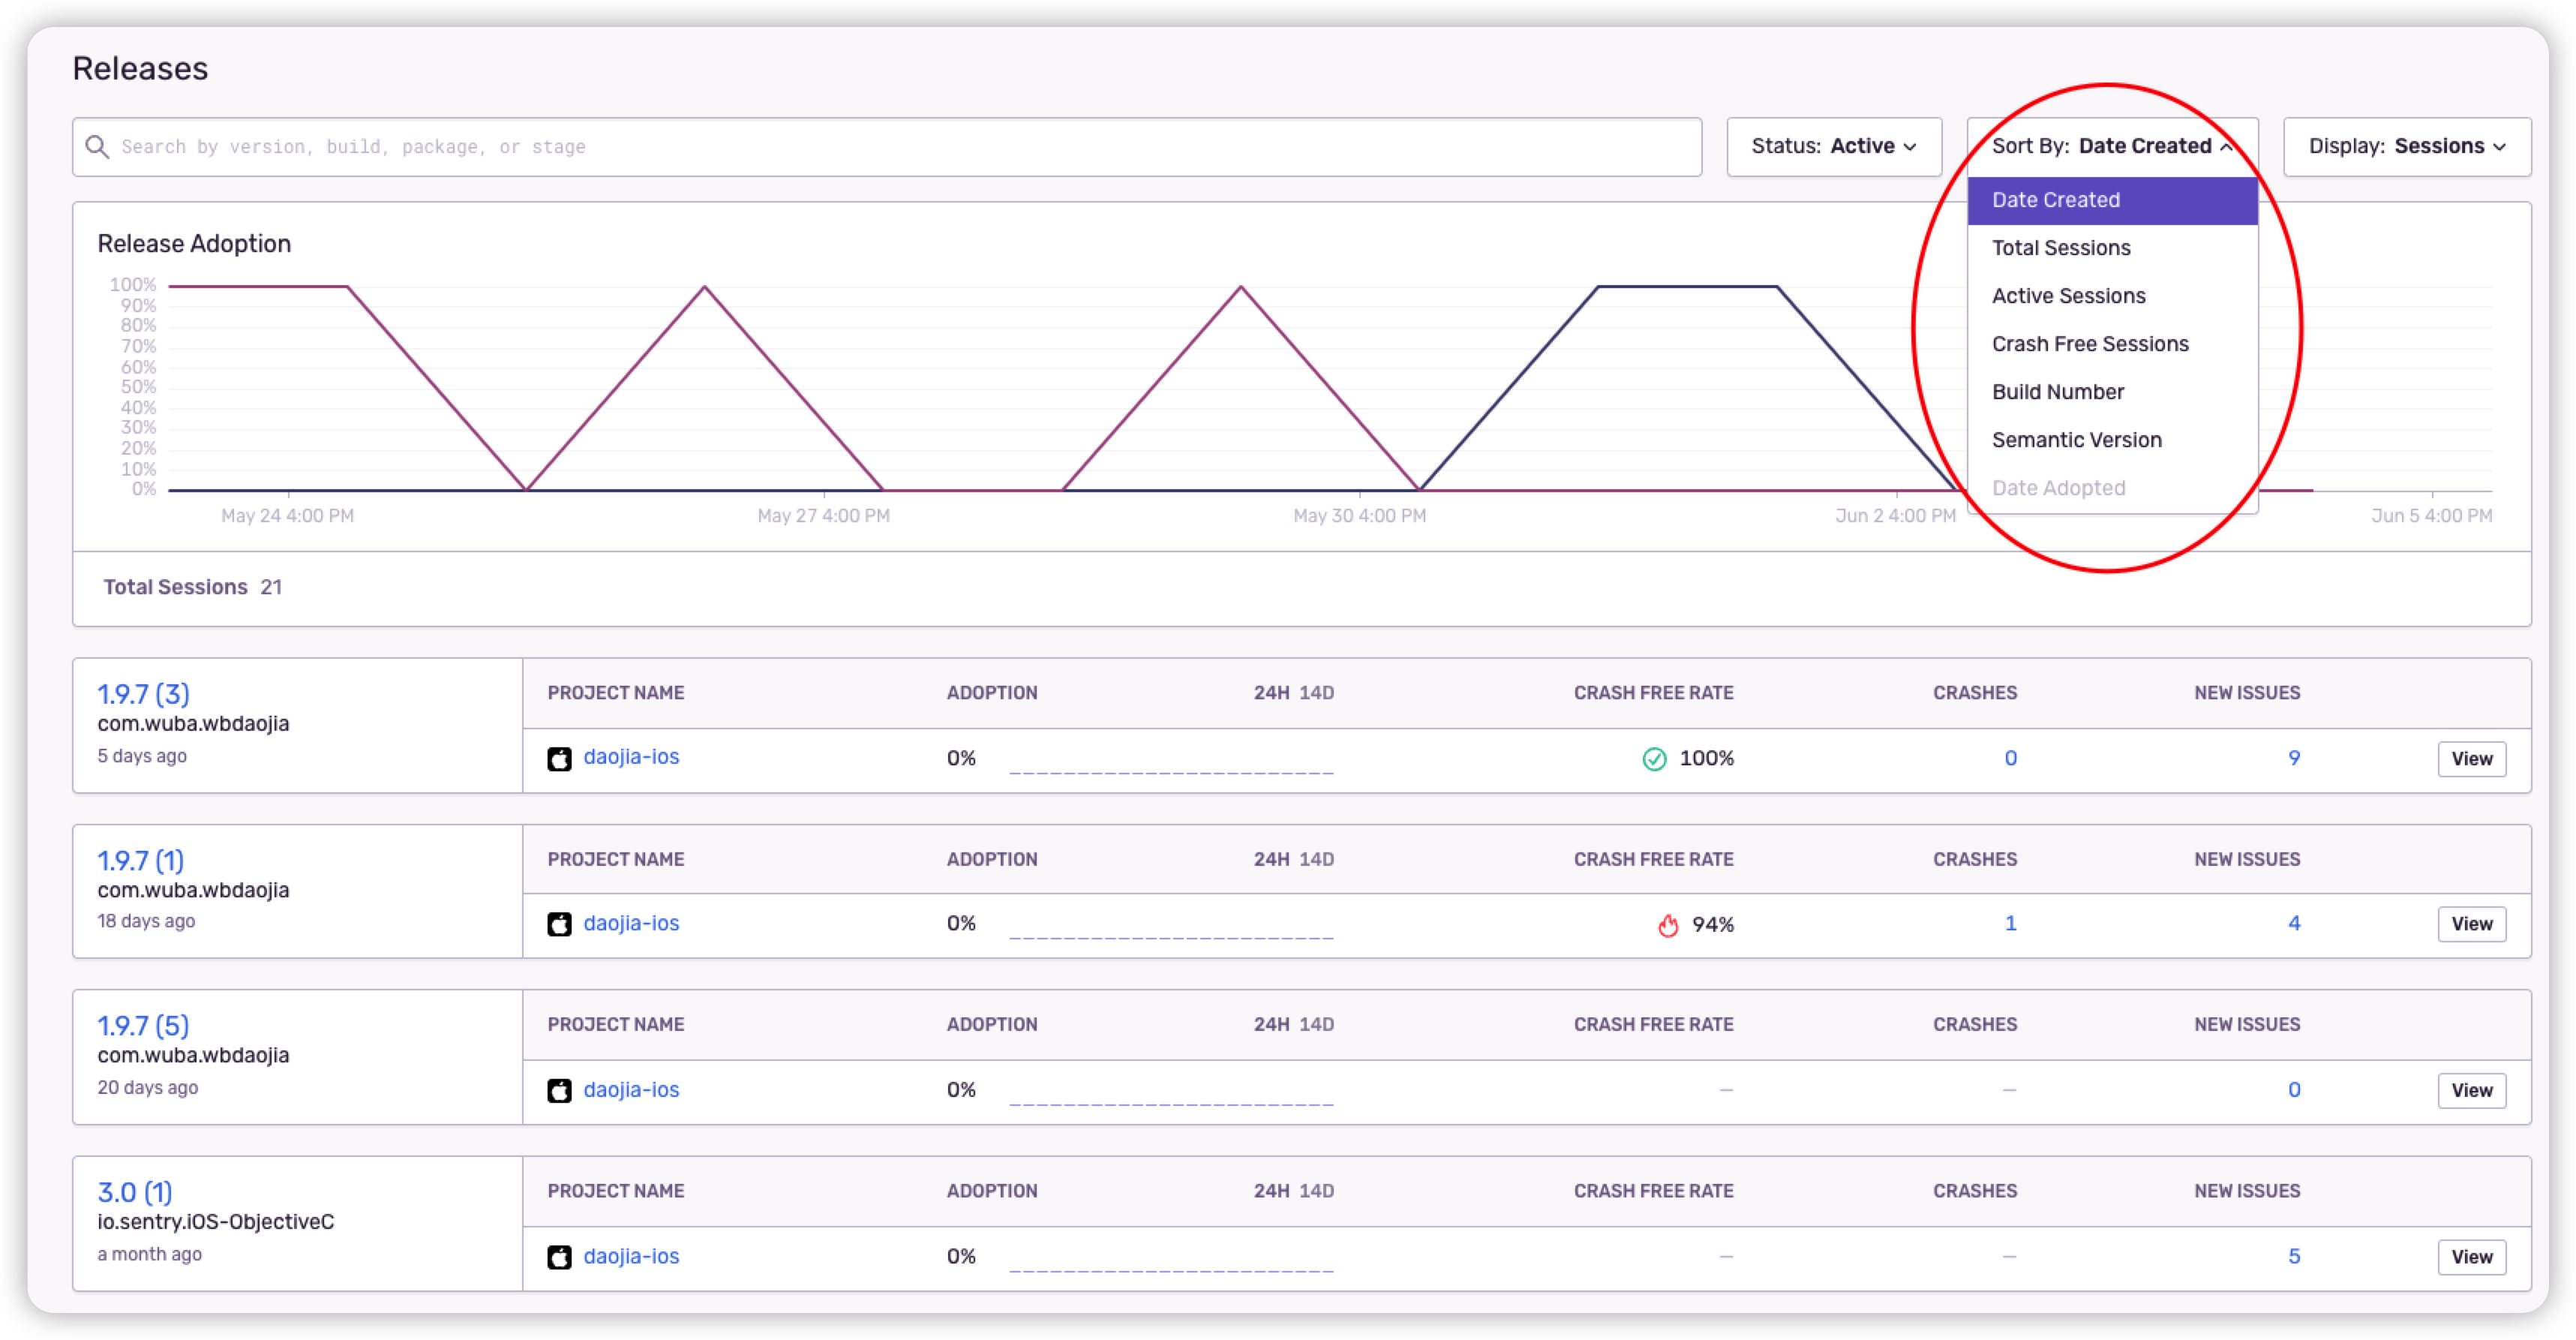 Releases
Search by version, build, package, or stage
Status: Active
Sort By: Date Created
Display: Sessions
Date Created
Total Sessions
Active Sessions
Crash Free Sessions
Build Number
Semantic Version
Date Adopted
Release Adoption
100%
90%
80%
70%
60%
50%
40%
30%
20%
10%
0%
May 24 4:00 PM May 27 4:00 PM May 30 4:00 PM Jun 2 4:00 PM Jun 5 4:00 PM
Total Sessions 21
1.9.7 (3)
com.wuba.wbdaojia
5 days ago
PROJECT NAME ADOPTION 24H 14D CRASH FREE RATE CRASHES NEW ISSUES
daojia-ios 0% 100% 0 9 View
1.9.7 (1)
com.wuba.wbdaojia
18 days ago
PROJECT NAME ADOPTION 24H 14D CRASH FREE RATE CRASHES NEW ISSUES
daojia-ios 0% 94% 1 4 View
1.9.7 (5)
com.wuba.wbdaojia
20 days ago
PROJECT NAME ADOPTION 24H 14D CRASH FREE RATE CRASHES NEW ISSUES
daojia-ios 0% — — 0 View
3.0 (1)
io.sentry.iOS-ObjectiveC
a month ago
PROJECT NAME ADOPTION 24H 14D CRASH FREE RATE CRASHES NEW ISSUES
daojia-ios 0% — — 5 View